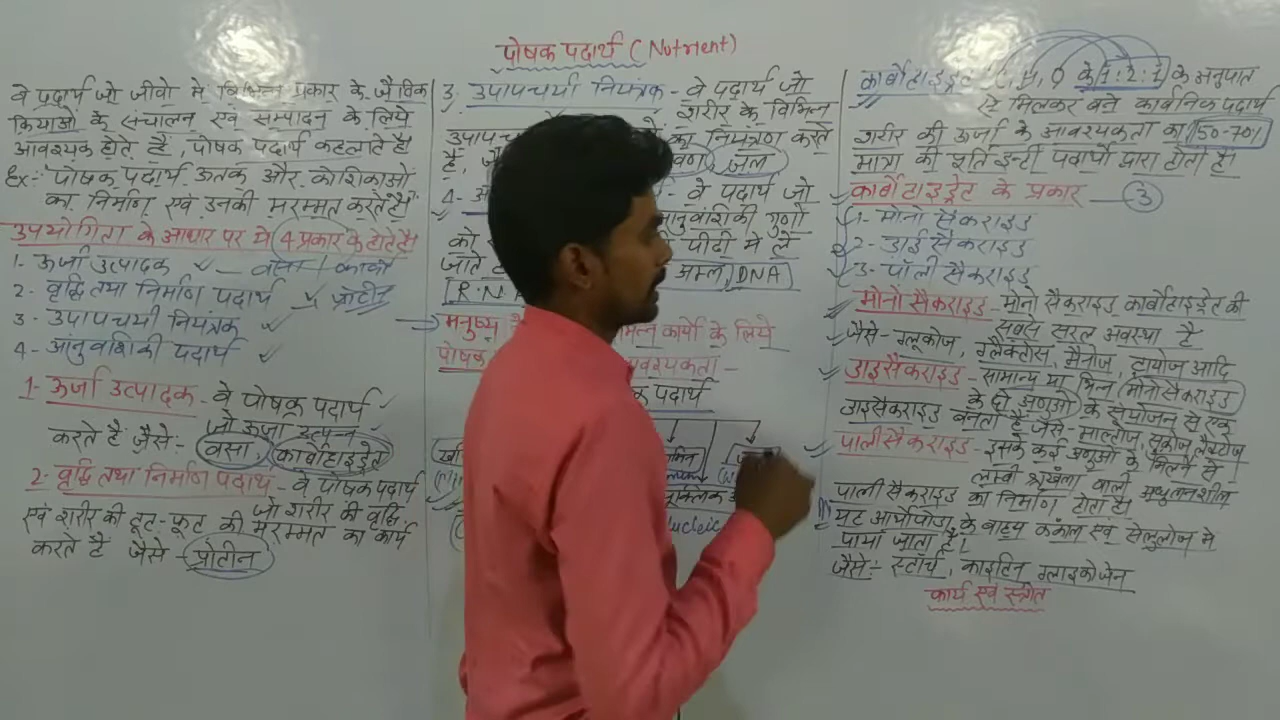 पोषक पदार्थ (Nutrient)
वे पदार्थ जो जीवो मे विभिन्न प्रकार के जैविक
क्रियाओ के संचालन एवं सम्पादन के लिये
आवश्यक होते हैं, पोषक पदार्थ कहलाते है
Ex:- पोषक पदार्थ ऊतक और कोशिकाओ
का निर्माण एवं उनकी मरम्मत करते है
उपयोगिता के आधार पर ये 4 प्रकार के होते है
1- ऊर्जा उत्पादक - वसा / कार्बो
2- वृद्धि तथा निर्माण पदार्थ प्रोटीन
3- उपापचयी नियंत्रक
4- आनुवांशिकी पदार्थ
1- ऊर्जा उत्पादक - वे पोषक पदार्थ
जो ऊर्जा उत्पन्न
करते है जैसे:- वसा, कार्बोहाइड्रेट
2- वृद्धि तथा निर्माण पदार्थ - वे पोषक पदार्थ
जो शरीर की वृद्धि
एवं शरीर की टूट-फूट की मरम्मत का कार्य
करते है जैसे - प्रोटीन
3. उपापचयी नियंत्रक - वे पदार्थ जो
शरीर के विभिन्न
उपापच का नियंत्रण करते
है, जल
4- - वे पदार्थ जो
आनुवांशिकी गुणो
को पीढी मे ले
जाते अम्ल, DNA
R.N.A
मनुष्य कार्यो के लिये
पोषक आवश्यकता -
पदार्थ
कार्बोहाइड्रेट C, H, O के 1:2:1 के अनुपात
से मिलकर बने कार्बनिक पदार्थ
शरीर की ऊर्जा के आवश्यकता का 50-70%
मात्रा की पूर्ति इन्ही पदार्थो द्वारा होता है
कार्बोहाइड्रेट के प्रकार - 3
1- मोनो सैकराइड
2- डाई सैकराइड
3- पॉली सैकराइड
मोनो सैकराइड - मोनो सैकराइड कार्बोहाइड्रेट की
सबसे सरल अवस्था है
जैसे - ग्लूकोज, ग्लैक्टोस, मैनोज, ट्रायोज आदि
डाइसैकराइड - सामान्य या भिन्न मोनोसैकराइड
के दो अणुओ के संयोजन से एक
डाइसैकराइड बनता है जैसे - माल्टोज, सुक्रोज, लैक्टोज
पालीसैकराइड - इसके कई अणुओ के मिलने से
लम्बी श्रृंखला वाली अघुलनशील
पाली सैकराइड का निर्माण होता है
यह आर्थ्रोपोडा के बाह्य कंकाल एवं सेलुलोज मे
पाया जाता है।
जैसे:- स्टार्च, काइटिन ग्लाइकोजेन
कार्य एवं स्त्रोत